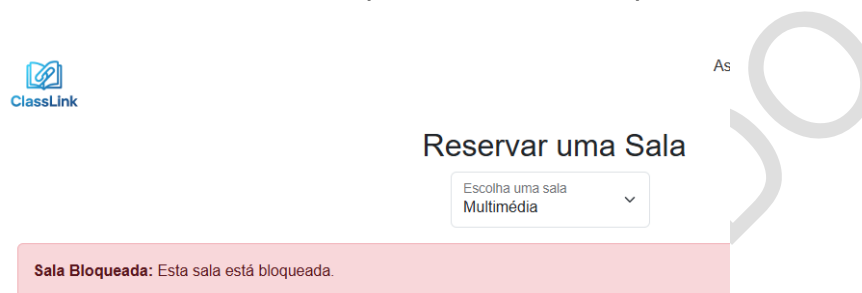 As
ClassLink
Reservar uma Sala
Escolha uma sala
Multimédia
Sala Bloqueada: Esta sala está bloqueada.